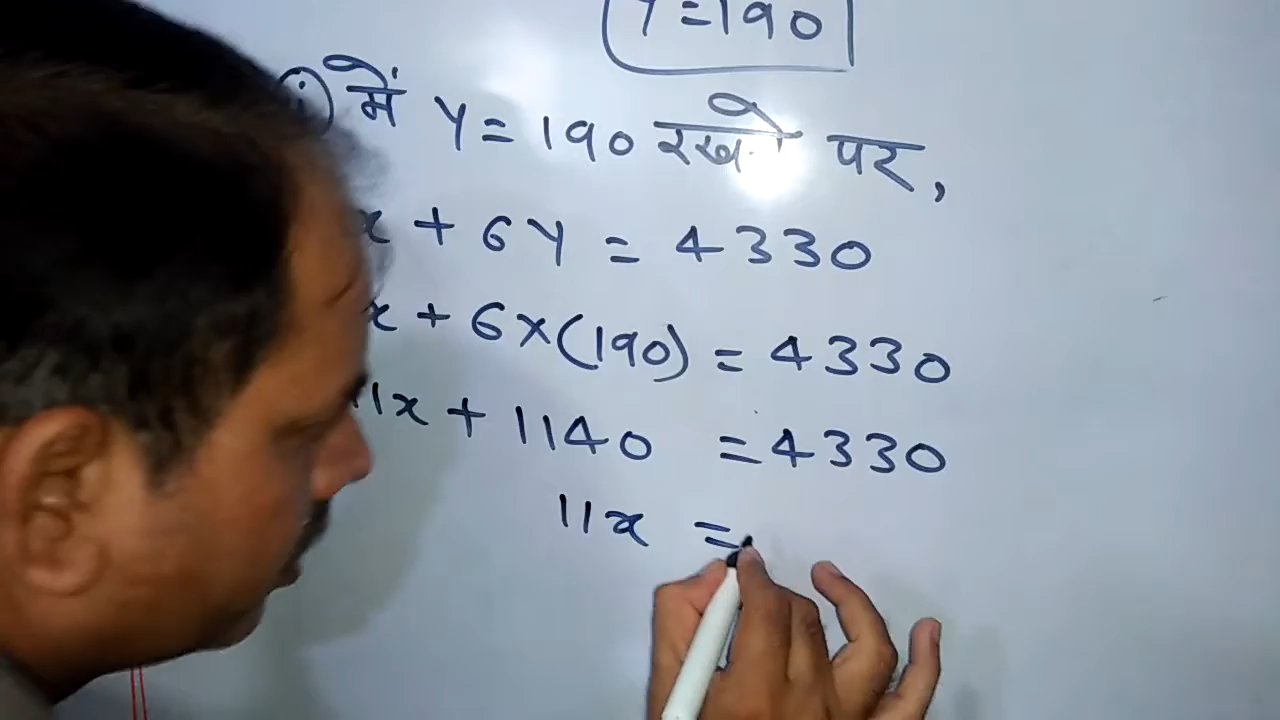 Y = 190
(i) में Y = 190 रखने पर,
x + 6Y = 4330
x + 6×(190) = 4330
11x + 1140 = 4330
11x =